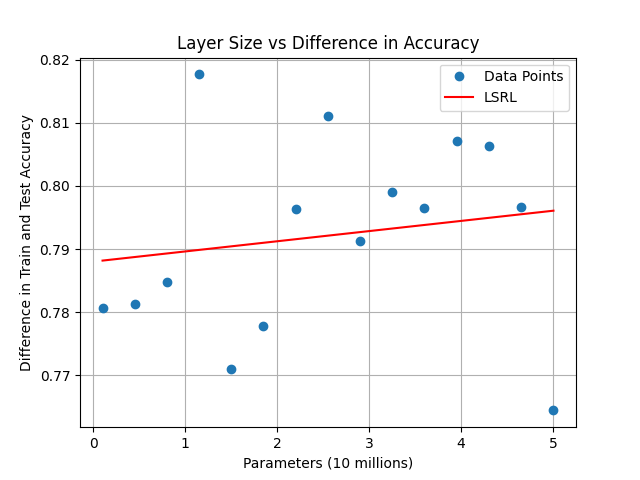 Layer Size vs Difference in Accuracy
Data Points
LSRL
Difference in Train and Test Accuracy
0.82
0.81
0.80
0.79
0.78
0.77
0 1 2 3 4 5
Parameters (10 millions)